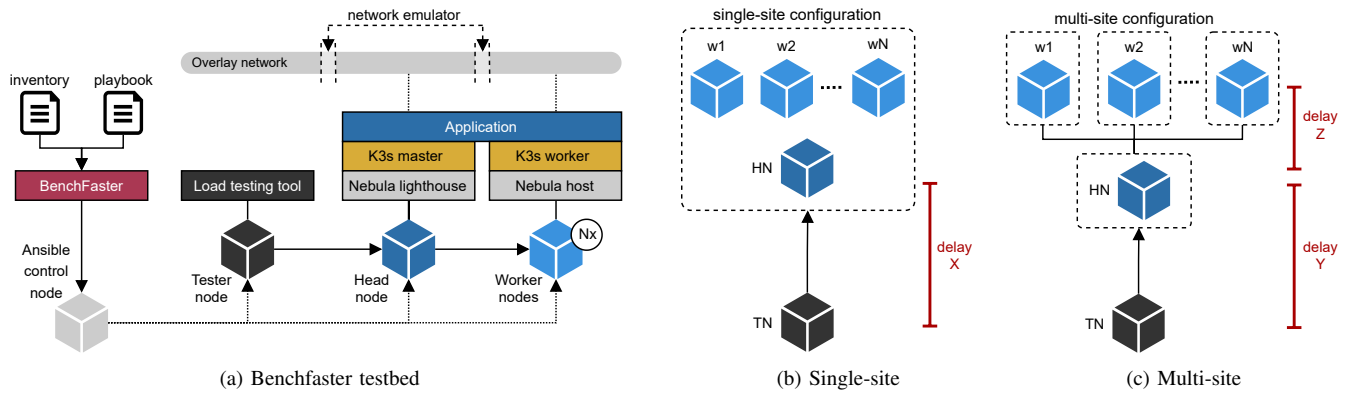 network emulator
Overlay network
inventory
playbook
Application
K3s master
K3s worker
BenchFaster
Load testing tool
Nebula lighthouse
Nebula host
Nx
Ansible
control
node
Tester
node
Head
node
Worker
nodes
(a) Benchfaster testbed
single-site configuration
w1
w2
wN
HN
delay
X
TN
(b) Single-site
multi-site configuration
w1
w2
wN
delay
Z
HN
delay
Y
TN
(c) Multi-site